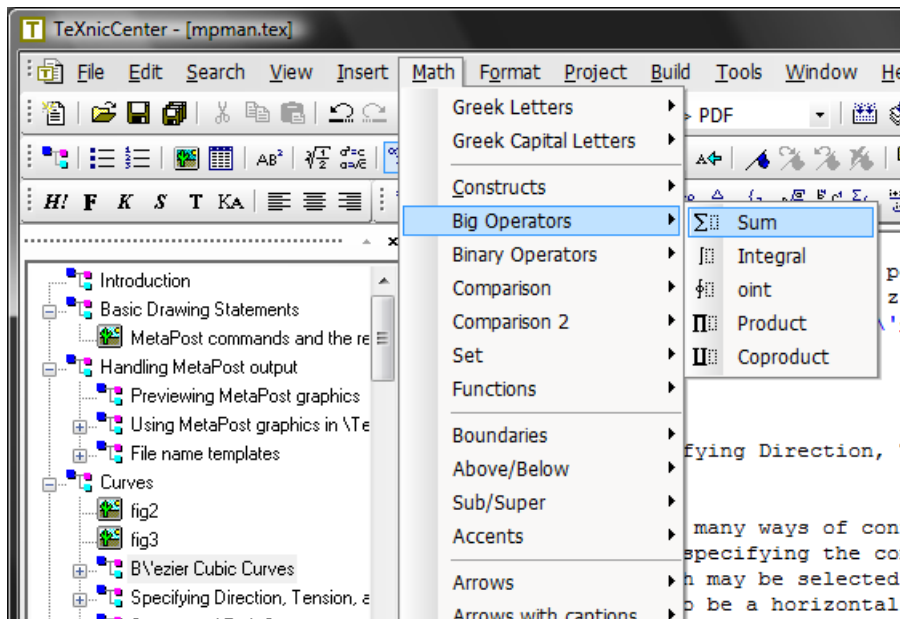 TeXnicCenter - [mpman.tex]
File Edit Search View Insert Math Format Project Build Tools Window
PDF
H! F K S T KA
Greek Letters
Greek Capital Letters
Constructs
Big Operators
Binary Operators
Comparison
Comparison 2
Set
Functions
Boundaries
Above/Below
Sub/Super
Accents
Arrows
Arrows with captions
Sum
Integral
oint
Product
Coproduct
Introduction
Basic Drawing Statements
MetaPost commands and the re
Handling MetaPost output
Previewing MetaPost graphics
Using MetaPost graphics in \Te
File name templates
Curves
fig2
fig3
B\'ezier Cubic Curves
Specifying Direction, Tension, a
fying Direction,
many ways of con
specifying the co
may be selected
be a horizontal